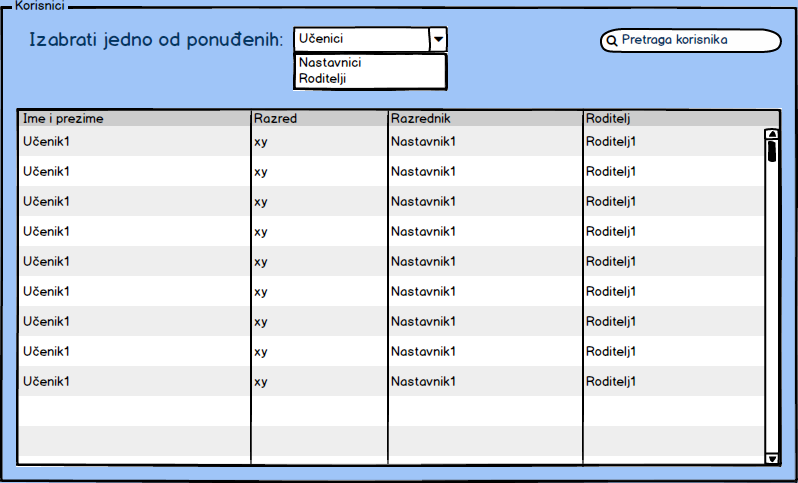 Korisnici
Izabrati jedno od ponuđenih: Učenici Pretraga korisnika
Nastavnici
Roditelji
Ime i prezime Razred Razrednik Roditelj
Učenik1 xy Nastavnik1 Roditelj1
Učenik1 xy Nastavnik1 Roditelj1
Učenik1 xy Nastavnik1 Roditelj1
Učenik1 xy Nastavnik1 Roditelj1
Učenik1 xy Nastavnik1 Roditelj1
Učenik1 xy Nastavnik1 Roditelj1
Učenik1 xy Nastavnik1 Roditelj1
Učenik1 xy Nastavnik1 Roditelj1
Učenik1 xy Nastavnik1 Roditelj1